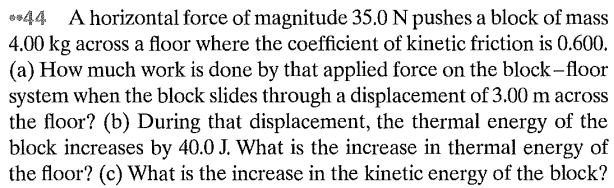 ••44 A horizontal force of magnitude 35.0 N pushes a block of mass
4.00 kg across a floor where the coefficient of kinetic friction is 0.600.
(a) How much work is done by that applied force on the block–floor
system when the block slides through a displacement of 3.00 m across
the floor? (b) During that displacement, the thermal energy of the
block increases by 40.0 J. What is the increase in thermal energy of
the floor? (c) What is the increase in the kinetic energy of the block?